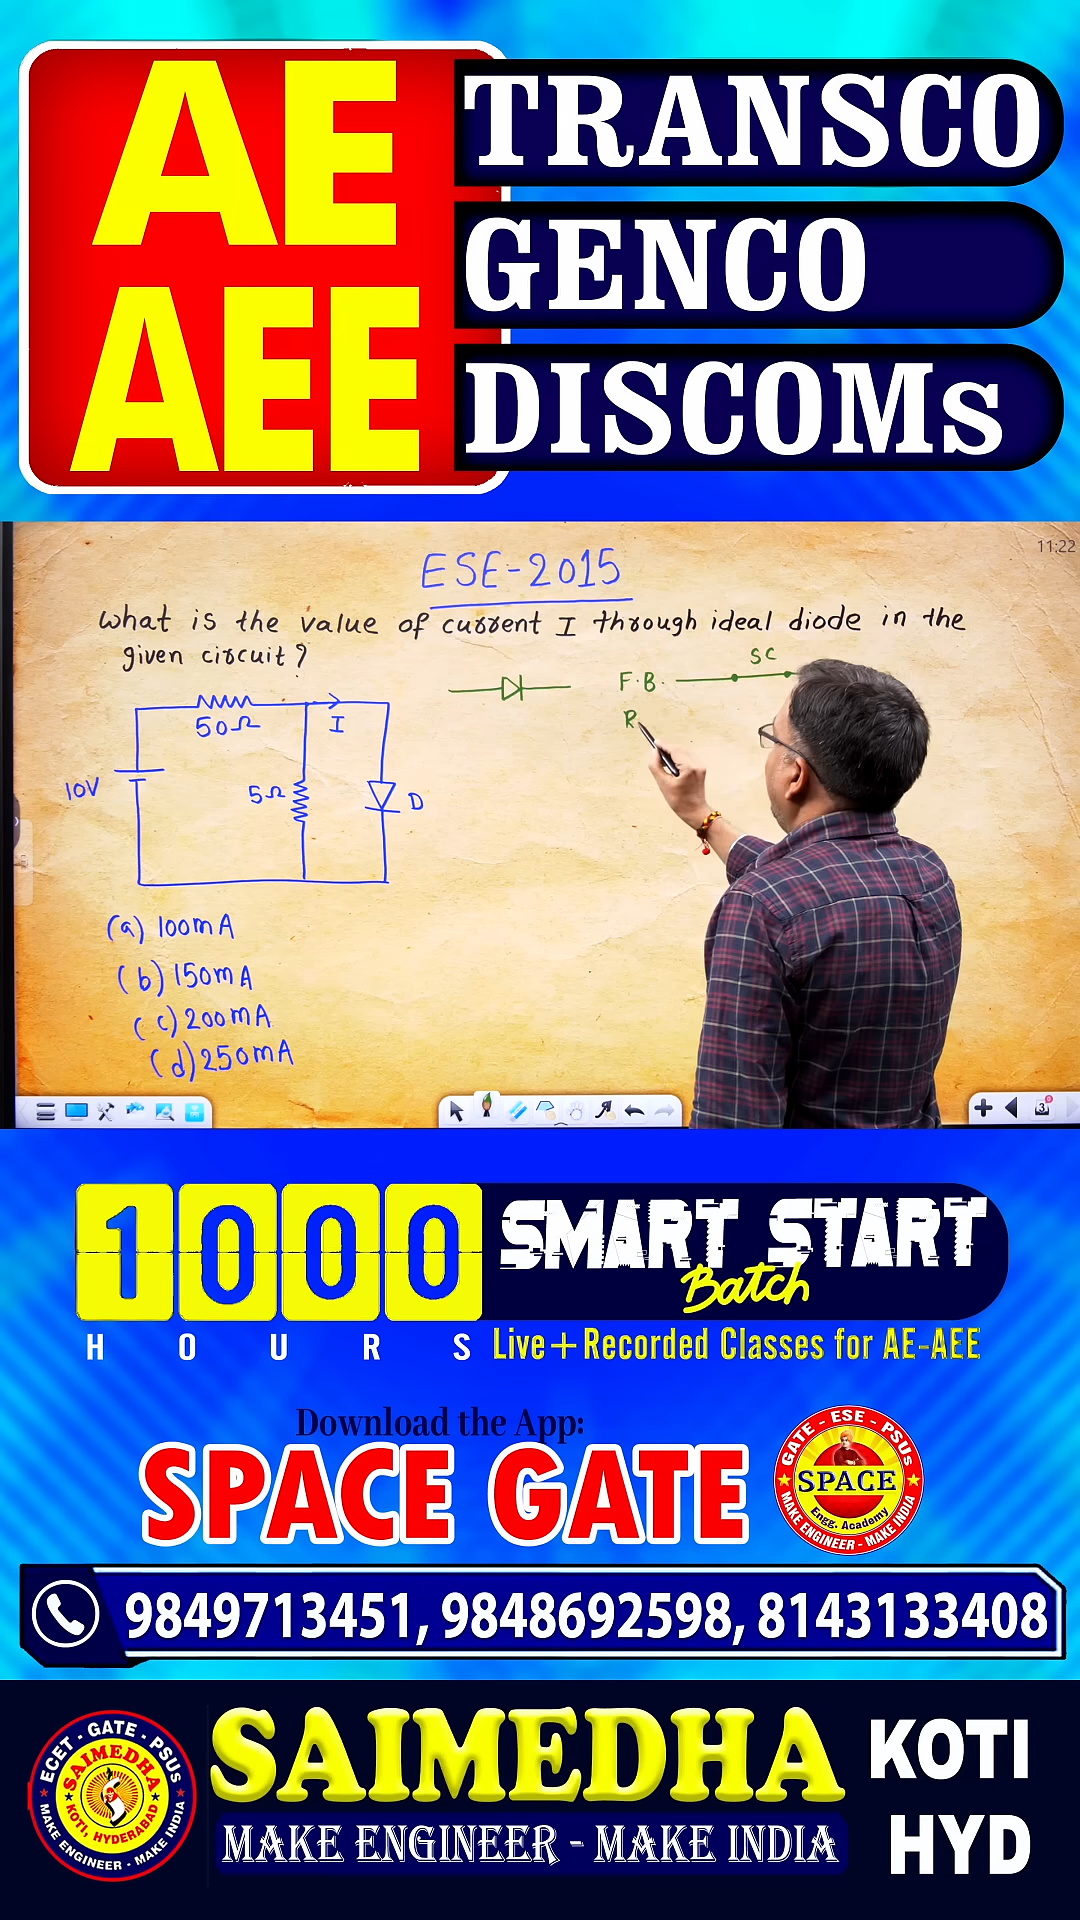 AE
AEE
TRANSCO
GENCO
DISCOMs
11:22
ESE-2015
What is the value of current I through ideal diode in the
given circuit?
F.B.
SC
R
50Ω
I
10V
5Ω
D
(a) 100mA
(b) 150mA
(c) 200mA
(d) 250mA
3
1000
HOURS
SMART START
Batch
Live+Recorded Classes for AE-AEE
Download the App:
SPACE GATE
GATE - ESE - PSUs
SPACE
Engg. Academy
MAKE ENGINEER - MAKE INDIA
9849713451, 9848692598, 8143133408
ECET - GATE - PSUs
SAIMEDHA
KOTI, HYDERABAD
MAKE ENGINEER - MAKE INDIA
SAIMEDHA
MAKE ENGINEER - MAKE INDIA
KOTI
HYD